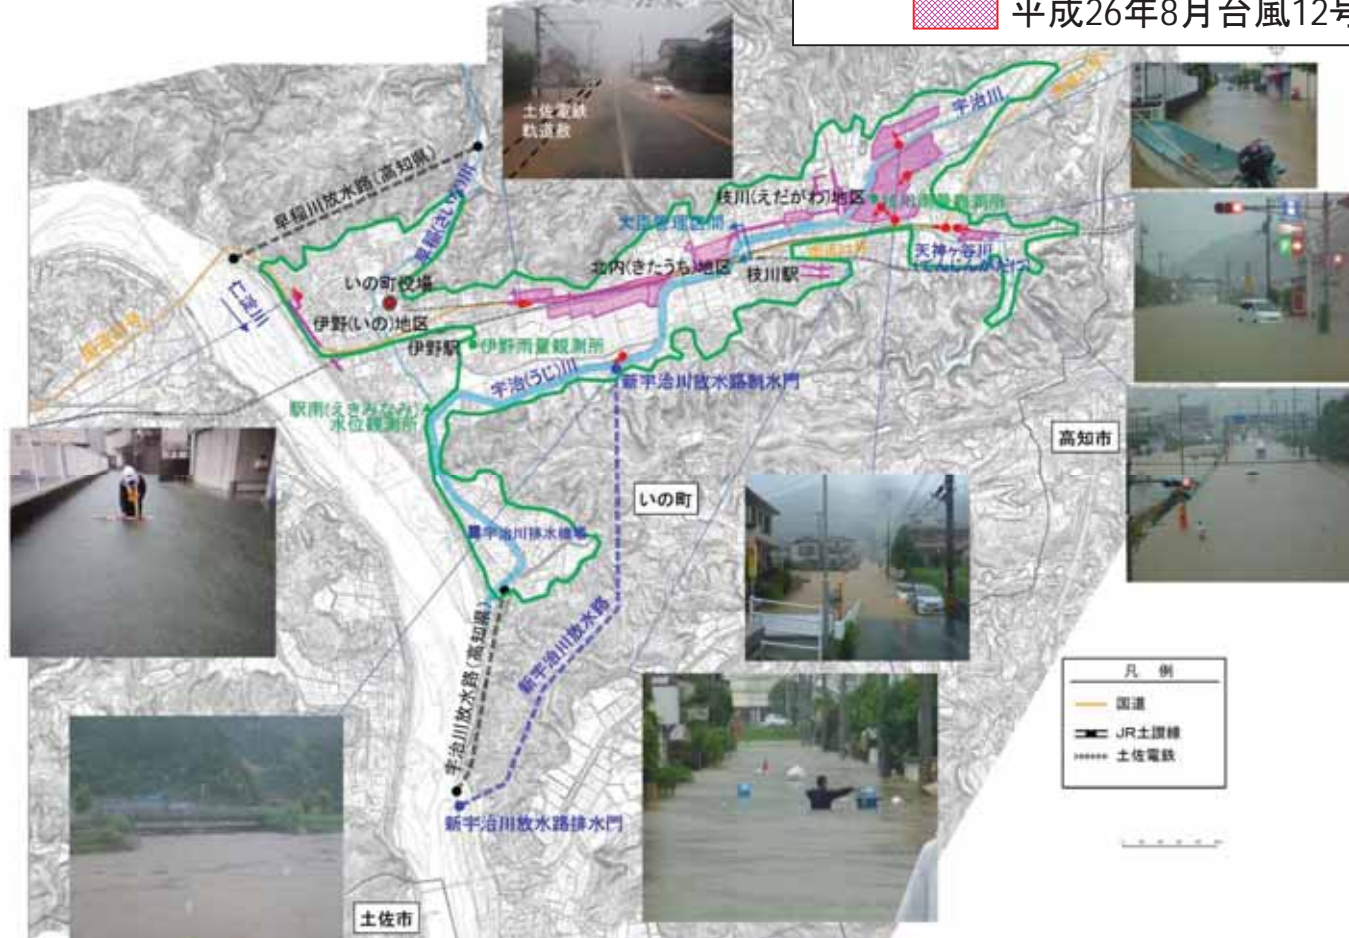 平成26年8月台風12号
土佐電鉄
軌道敷
宇治川
早稲川放水路(高知県)
枝川(えだがわ)地区
大臣管理区間
天神ヶ谷川
北内(きたうち)地区
枝川駅
いの町役場
仁淀川
伊野(いの)地区
伊野駅
伊野雨量観測所
宇治(うじ)川
新宇治川放水路制水門
駅南(えきみなみ)
水位観測所
高知市
いの町
宇治川排水機場
宇治川放水路(高知県)
新宇治川放水路
新宇治川放水路排水門
土佐市
凡 例
国道
JR土讃線
土佐電鉄